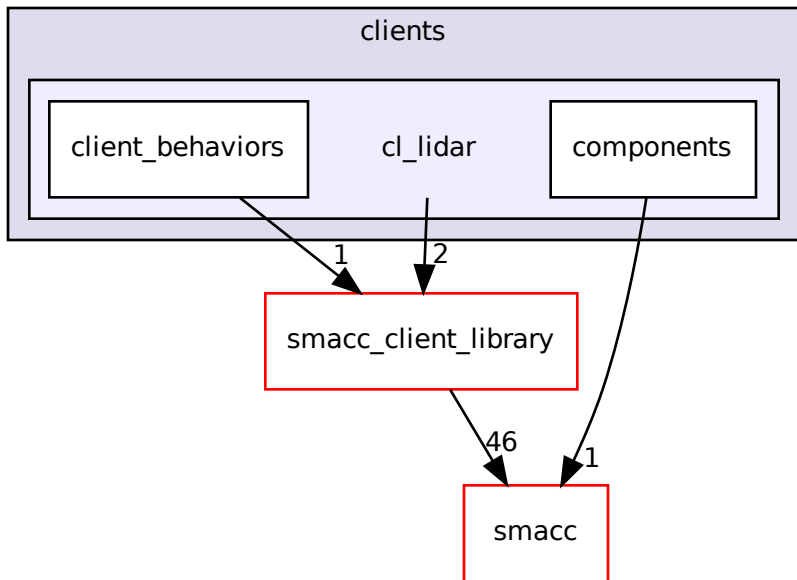 clients
client_behaviors
cl_lidar
components
1
2
smacc_client_library
46
1
smacc